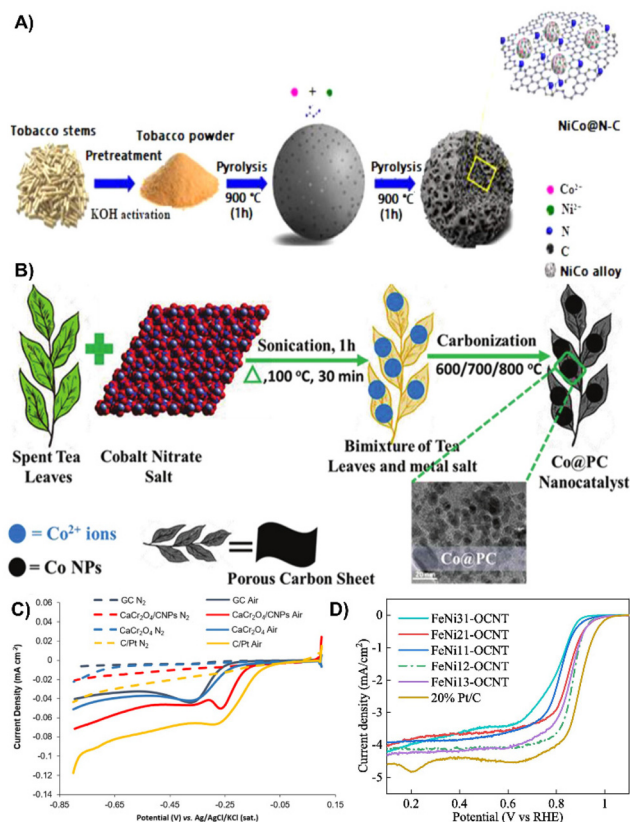 A)
NiCo@N-C
Tobacco stems
Pretreatment
KOH activation
Tobacco powder
Pyrolysis
900 °C
(1h)
+
Pyrolysis
900 °C
(1h)
Co²⁻
Ni²⁻
N
C
NiCo alloy
B)
Spent Tea
Leaves
Cobalt Nitrate
Salt
Sonication, 1h
△,100 °C, 30 min
Bimixture of Tea
Leaves and metal salt
Carbonization
600/700/800 °C
Co@PC
Nanocatalyst
= Co²⁺ ions
= Co NPs
Porous Carbon Sheet
Co@PC
C)
GC N₂
GC Air
CaCr₂O₄/CNPs N₂
CaCr₂O₄/CNPs Air
CaCr₂O₄ N₂
CaCr₂O₄ Air
C/Pt N₂
C/Pt Air
Current Density (mA cm⁻²)
0.06
0.04
0.02
0
-0.02
-0.04
-0.06
-0.08
-0.1
-0.12
-0.14
-0.85
-0.65
-0.45
-0.25
-0.05
0.15
Potential (V) vs. Ag/AgCl/KCl (sat.)
D)
FeNi31-OCNT
FeNi21-OCNT
FeNi11-OCNT
FeNi12-OCNT
FeNi13-OCNT
20% Pt/C
Current density (mA/cm²)
0
-1
-2
-3
-4
-5
0.2
0.4
0.6
0.8
1
Potential (V vs RHE)